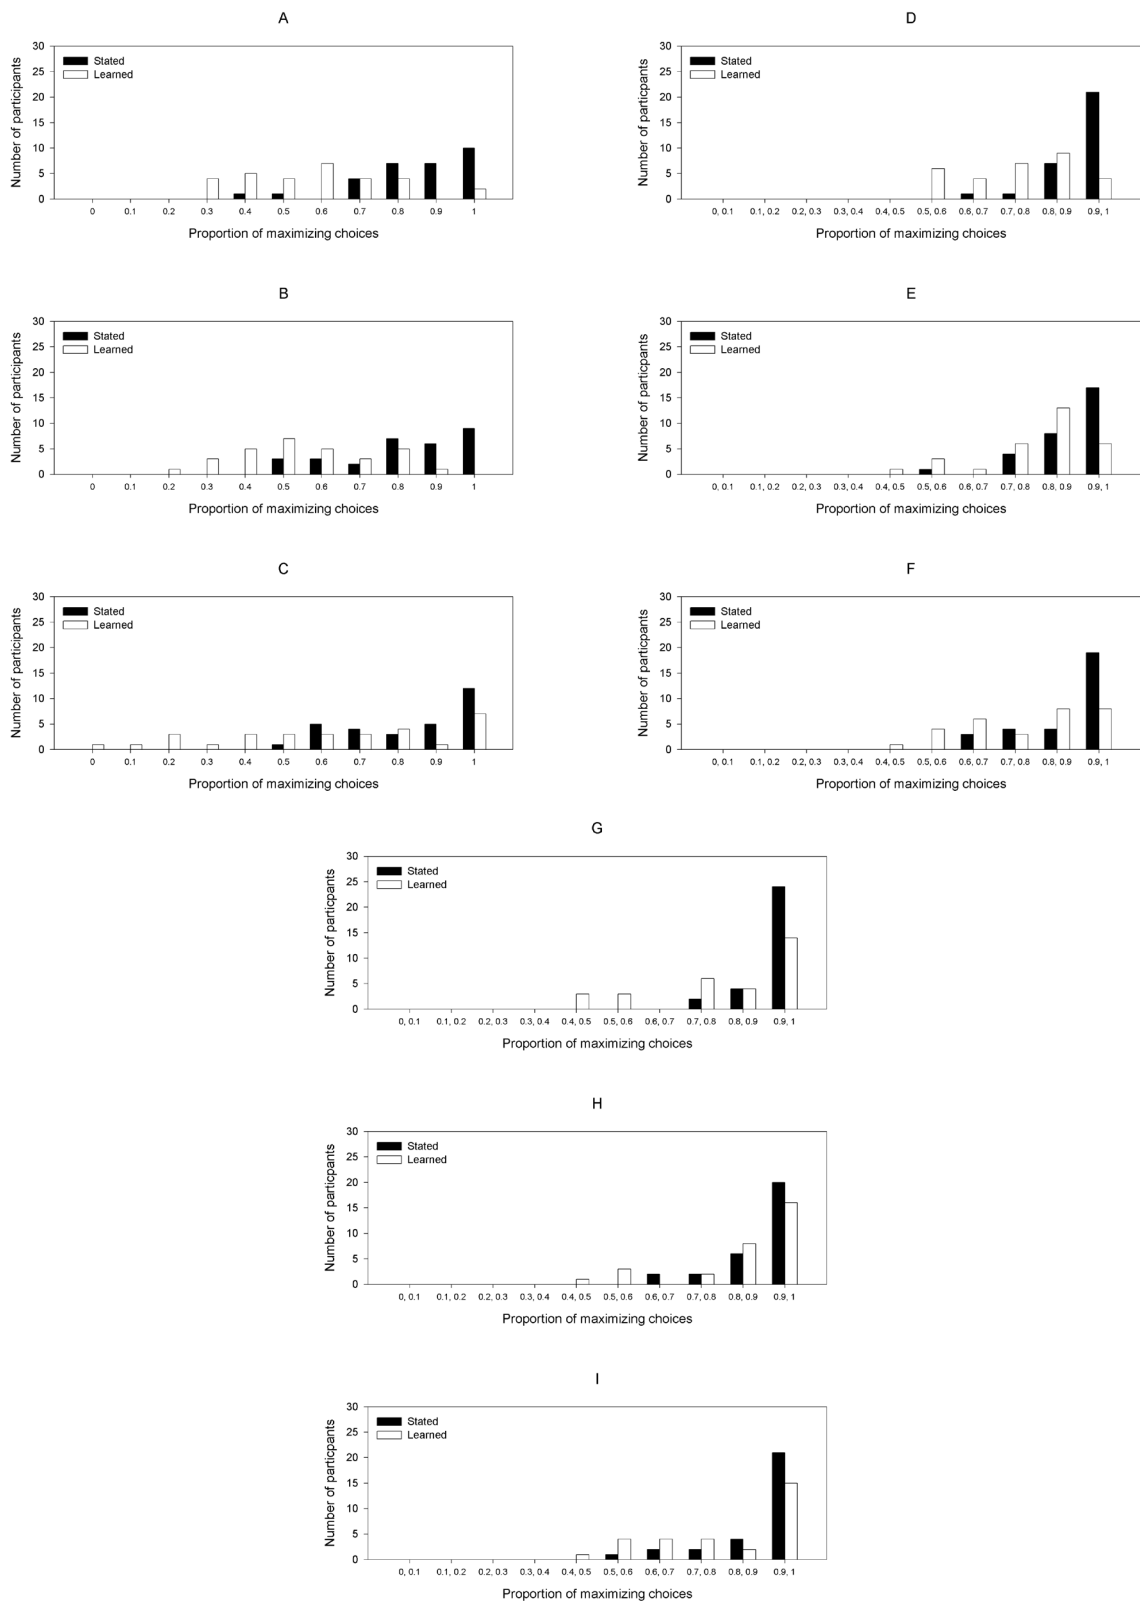 A
30
25
20
15
10
5
0
Number of participants
Stated
Learned
0 0.1 0.2 0.3 0.4 0.5 0.6 0.7 0.8 0.9 1
Proportion of maximizing choices
D
30
25
20
15
10
5
0
Number of participants
Stated
Learned
0, 0.1 0.1, 0.2 0.2, 0.3 0.3, 0.4 0.4, 0.5 0.5, 0.6 0.6, 0.7 0.7, 0.8 0.8, 0.9 0.9, 1
Proportion of maximizing choices
B
30
25
20
15
10
5
0
Number of participants
Stated
Learned
0 0.1 0.2 0.3 0.4 0.5 0.6 0.7 0.8 0.9 1
Proportion of maximizing choices
E
30
25
20
15
10
5
0
Number of particpants
Stated
Learned
0, 0.1 0.1, 0.2 0.2, 0.3 0.3, 0.4 0.4, 0.5 0.5, 0.6 0.6, 0.7 0.7, 0.8 0.8, 0.9 0.9, 1
Proportion of maximizing choices
C
30
25
20
15
10
5
0
Number of participants
Stated
Learned
0 0.1 0.2 0.3 0.4 0.5 0.6 0.7 0.8 0.9 1
Proportion of maximizing choices
F
30
25
20
15
10
5
0
Number of particpants
Stated
Learned
0, 0.1 0.1, 0.2 0.2, 0.3 0.3, 0.4 0.4, 0.5 0.5, 0.6 0.6, 0.7 0.7, 0.8 0.8, 0.9 0.9, 1
Proportion of maximizing choices
G
30
25
20
15
10
5
0
Number of particpants
Stated
Learned
0, 0.1 0.1, 0.2 0.2, 0.3 0.3, 0.4 0.4, 0.5 0.5, 0.6 0.6, 0.7 0.7, 0.8 0.8, 0.9 0.9, 1
Proportion of maximizing choices
H
30
25
20
15
10
5
0
Number of particpants
Stated
Learned
0, 0.1 0.1, 0.2 0.2, 0.3 0.3, 0.4 0.4, 0.5 0.5, 0.6 0.6, 0.7 0.7, 0.8 0.8, 0.9 0.9, 1
Proportion of maximizing choices
I
30
25
20
15
10
5
0
Number of particpants
Stated
Learned
0, 0.1 0.1, 0.2 0.2, 0.3 0.3, 0.4 0.4, 0.5 0.5, 0.6 0.6, 0.7 0.7, 0.8 0.8, 0.9 0.9, 1
Proportion of maximizing choices